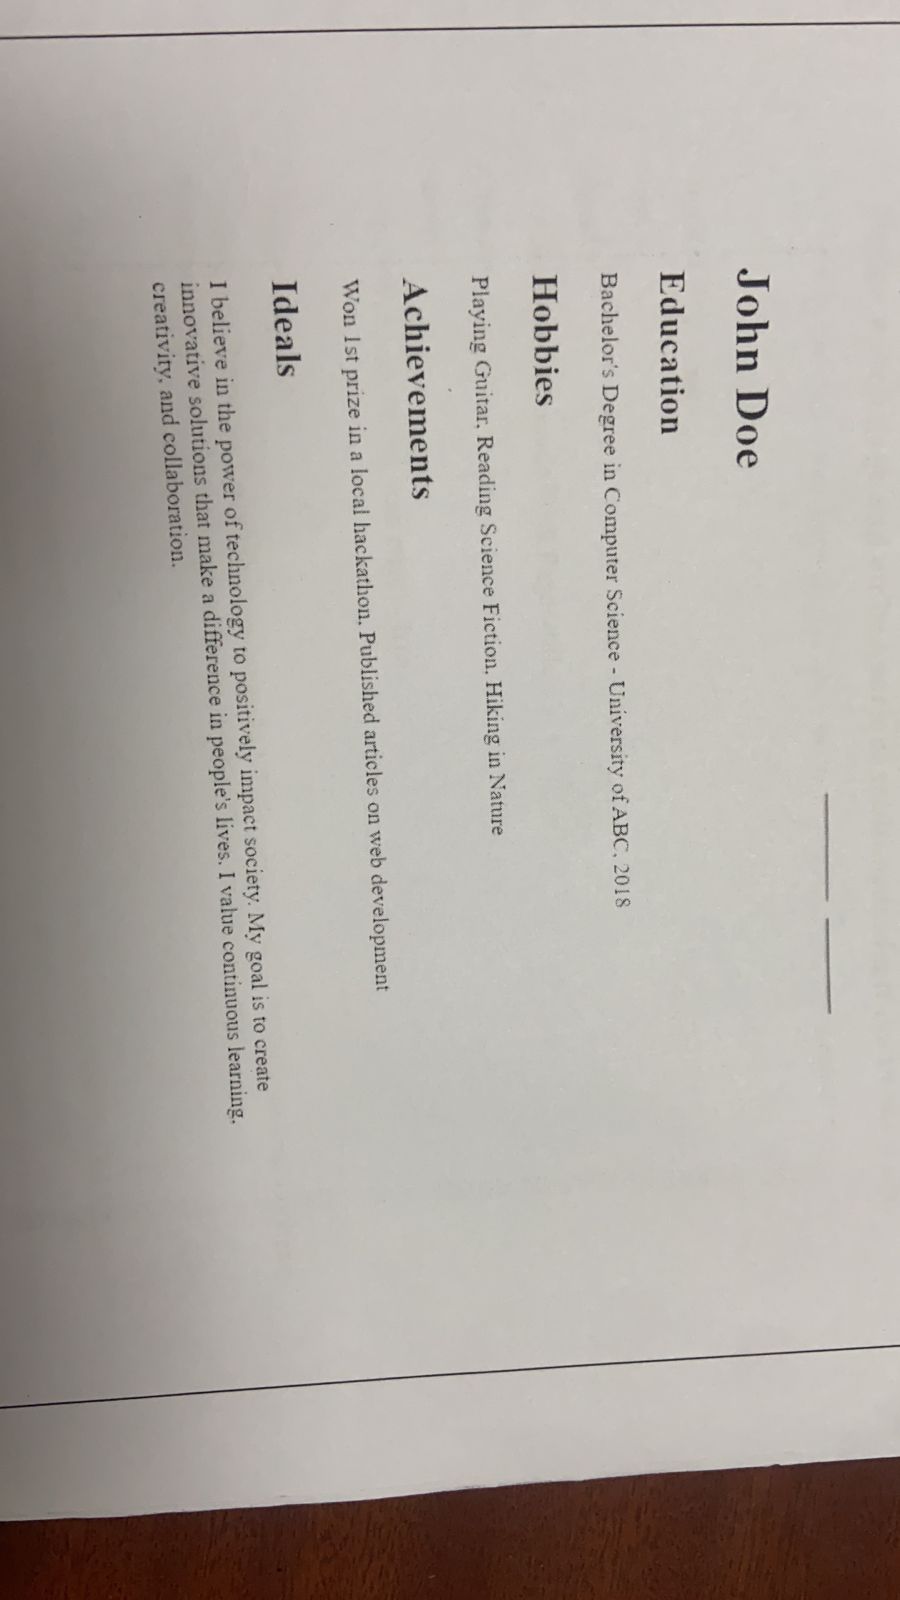 John Doe
Education
Bachelor's Degree in Computer Science - University of ABC, 2018
Hobbies
Playing Guitar, Reading Science Fiction, Hiking in Nature
Achievements
Won 1st prize in a local hackathon, Published articles on web development
Ideals
I believe in the power of technology to positively impact society. My goal is to create
innovative solutions that make a difference in people's lives. I value continuous learning,
creativity, and collaboration.